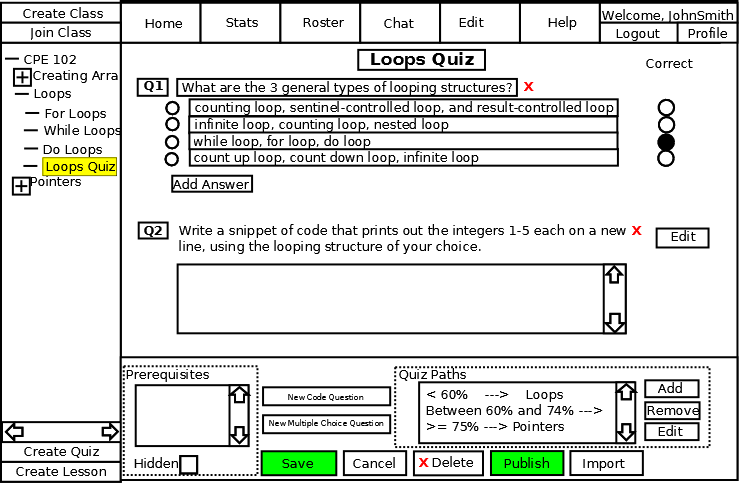 Create Class
Join Class
Home
Stats
Roster
Chat
Edit
Help
Welcome, JohnSmith
Logout
Profile
CPE 102
Creating Arra
Loops
For Loops
While Loops
Do Loops
Loops Quiz
Pointers
Create Quiz
Create Lesson
Loops Quiz
Correct
Q1
What are the 3 general types of looping structures?
X
counting loop, sentinel-controlled loop, and result-controlled loop
infinite loop, counting loop, nested loop
while loop, for loop, do loop
count up loop, count down loop, infinite loop
Add Answer
Q2
Write a snippet of code that prints out the integers 1-5 each on a new
line, using the looping structure of your choice.
X
Edit
Prerequisites
Hidden
New Code Question
New Multiple Choice Question
Quiz Paths
< 60% ---> Loops
Between 60% and 74% --->
>= 75% ---> Pointers
Add
Remove
Edit
Save
Cancel
X Delete
Publish
Import